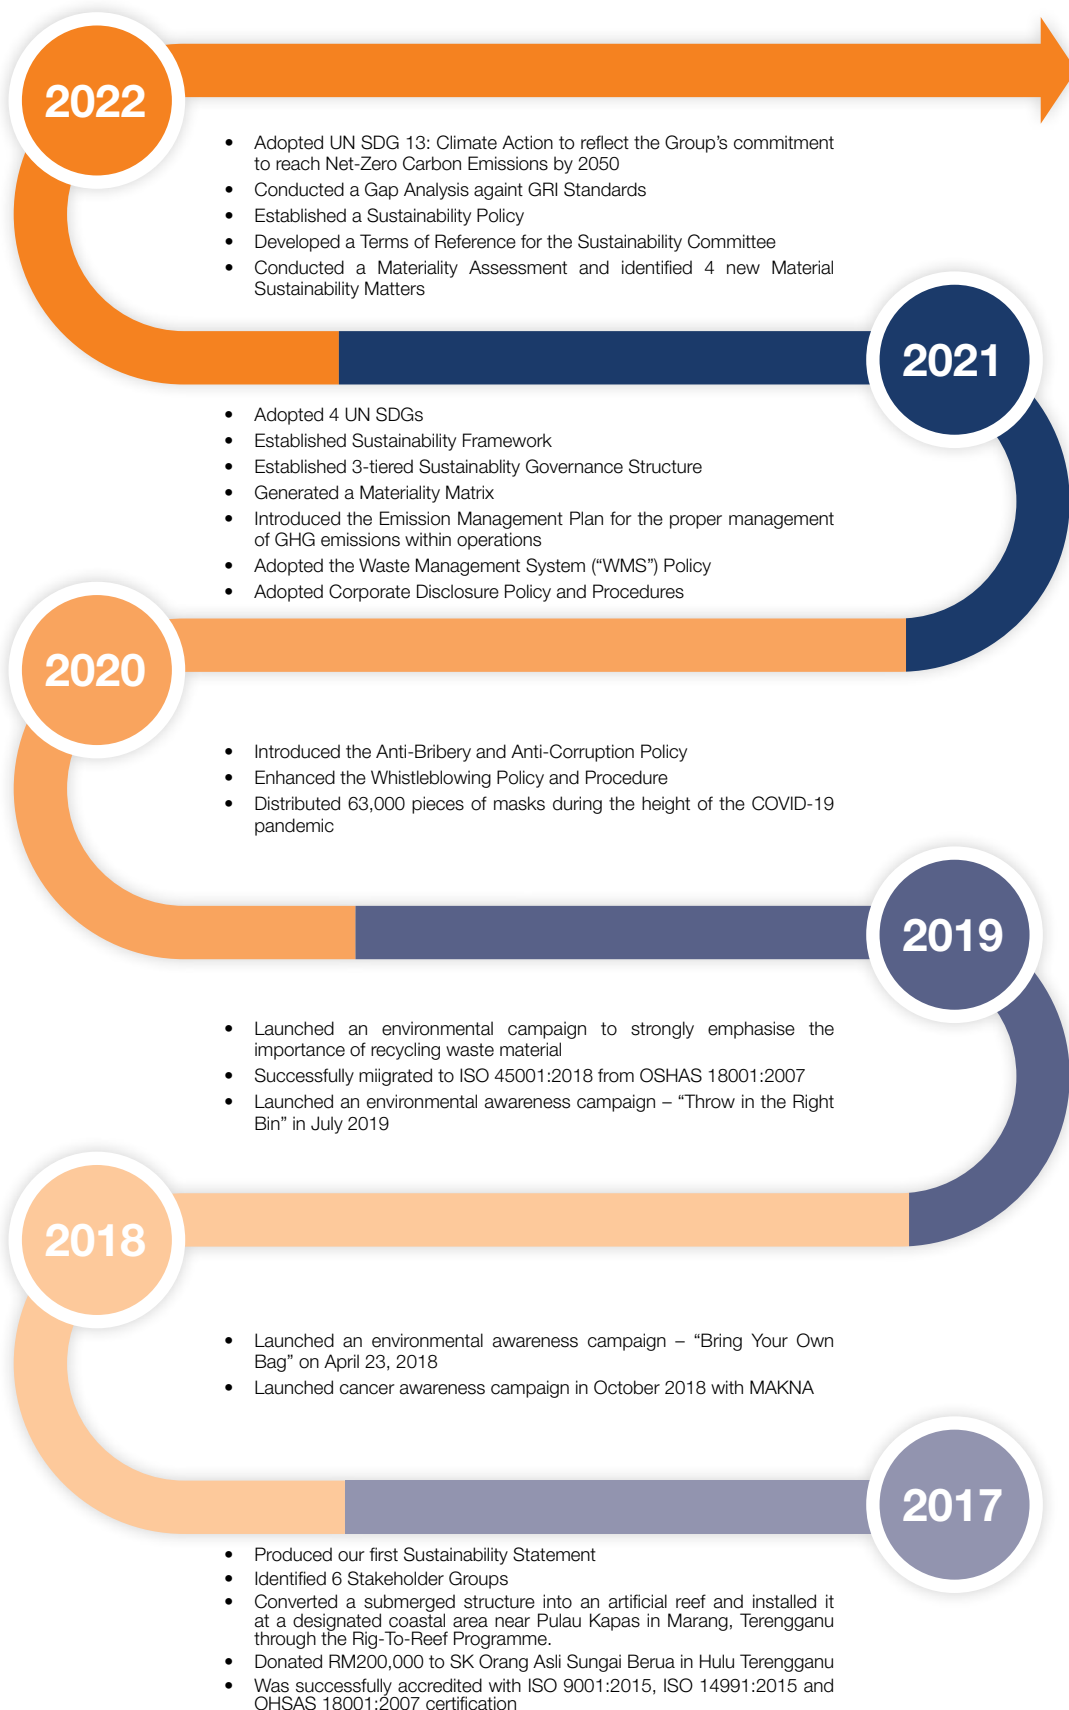 2022
• Adopted UN SDG 13: Climate Action to reflect the Group's commitment
to reach Net-Zero Carbon Emissions by 2050
• Conducted a Gap Analysis againt GRI Standards
• Established a Sustainability Policy
• Developed a Terms of Reference for the Sustainability Committee
• Conducted a Materiality Assessment and identified 4 new Material
Sustainability Matters
2021
• Adopted 4 UN SDGs
• Established Sustainability Framework
• Established 3-tiered Sustainablity Governance Structure
• Generated a Materiality Matrix
• Introduced the Emission Management Plan for the proper management
of GHG emissions within operations
• Adopted the Waste Management System (“WMS”) Policy
• Adopted Corporate Disclosure Policy and Procedures
2020
• Introduced the Anti-Bribery and Anti-Corruption Policy
• Enhanced the Whistleblowing Policy and Procedure
• Distributed 63,000 pieces of masks during the height of the COVID-19
pandemic
2019
• Launched an environmental campaign to strongly emphasise the
importance of recycling waste material
• Successfully miigrated to ISO 45001:2018 from OSHAS 18001:2007
• Launched an environmental awareness campaign – “Throw in the Right
Bin” in July 2019
2018
• Launched an environmental awareness campaign – “Bring Your Own
Bag” on April 23, 2018
• Launched cancer awareness campaign in October 2018 with MAKNA
2017
• Produced our first Sustainability Statement
• Identified 6 Stakeholder Groups
• Converted a submerged structure into an artificial reef and installed it
at a designated coastal area near Pulau Kapas in Marang, Terengganu
through the Rig-To-Reef Programme.
• Donated RM200,000 to SK Orang Asli Sungai Berua in Hulu Terengganu
• Was successfully accredited with ISO 9001:2015, ISO 14991:2015 and
OHSAS 18001:2007 certification